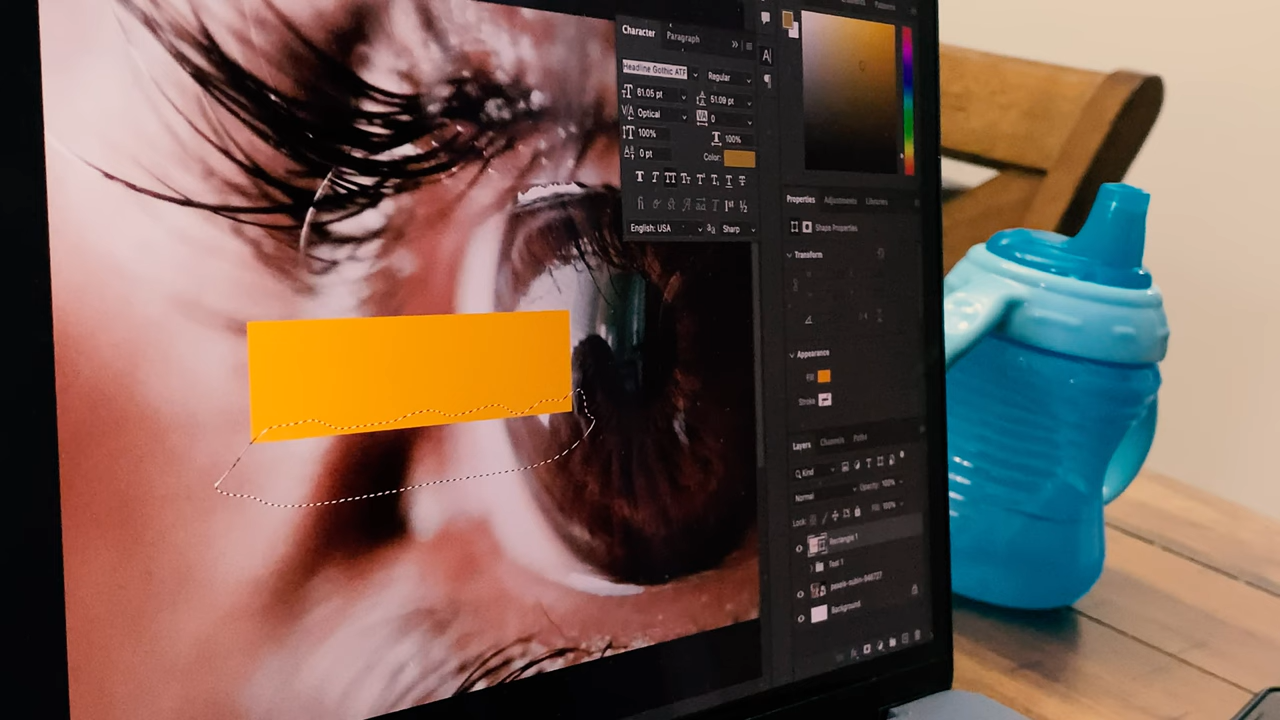 Character Paragraph
Headline Gothic ATF Regular
61.05 pt 51.09 pt
Optical 0
100% 100%
0 pt Color:
English: USA Sharp
Properties Adjustments Libraries
Shape Properties
Transform
Appearance
Fill:
Stroke:
Layers Channels Paths
Kind
Normal Opacity: 100%
Lock: Fill: 100%
Rectangle 1
Background